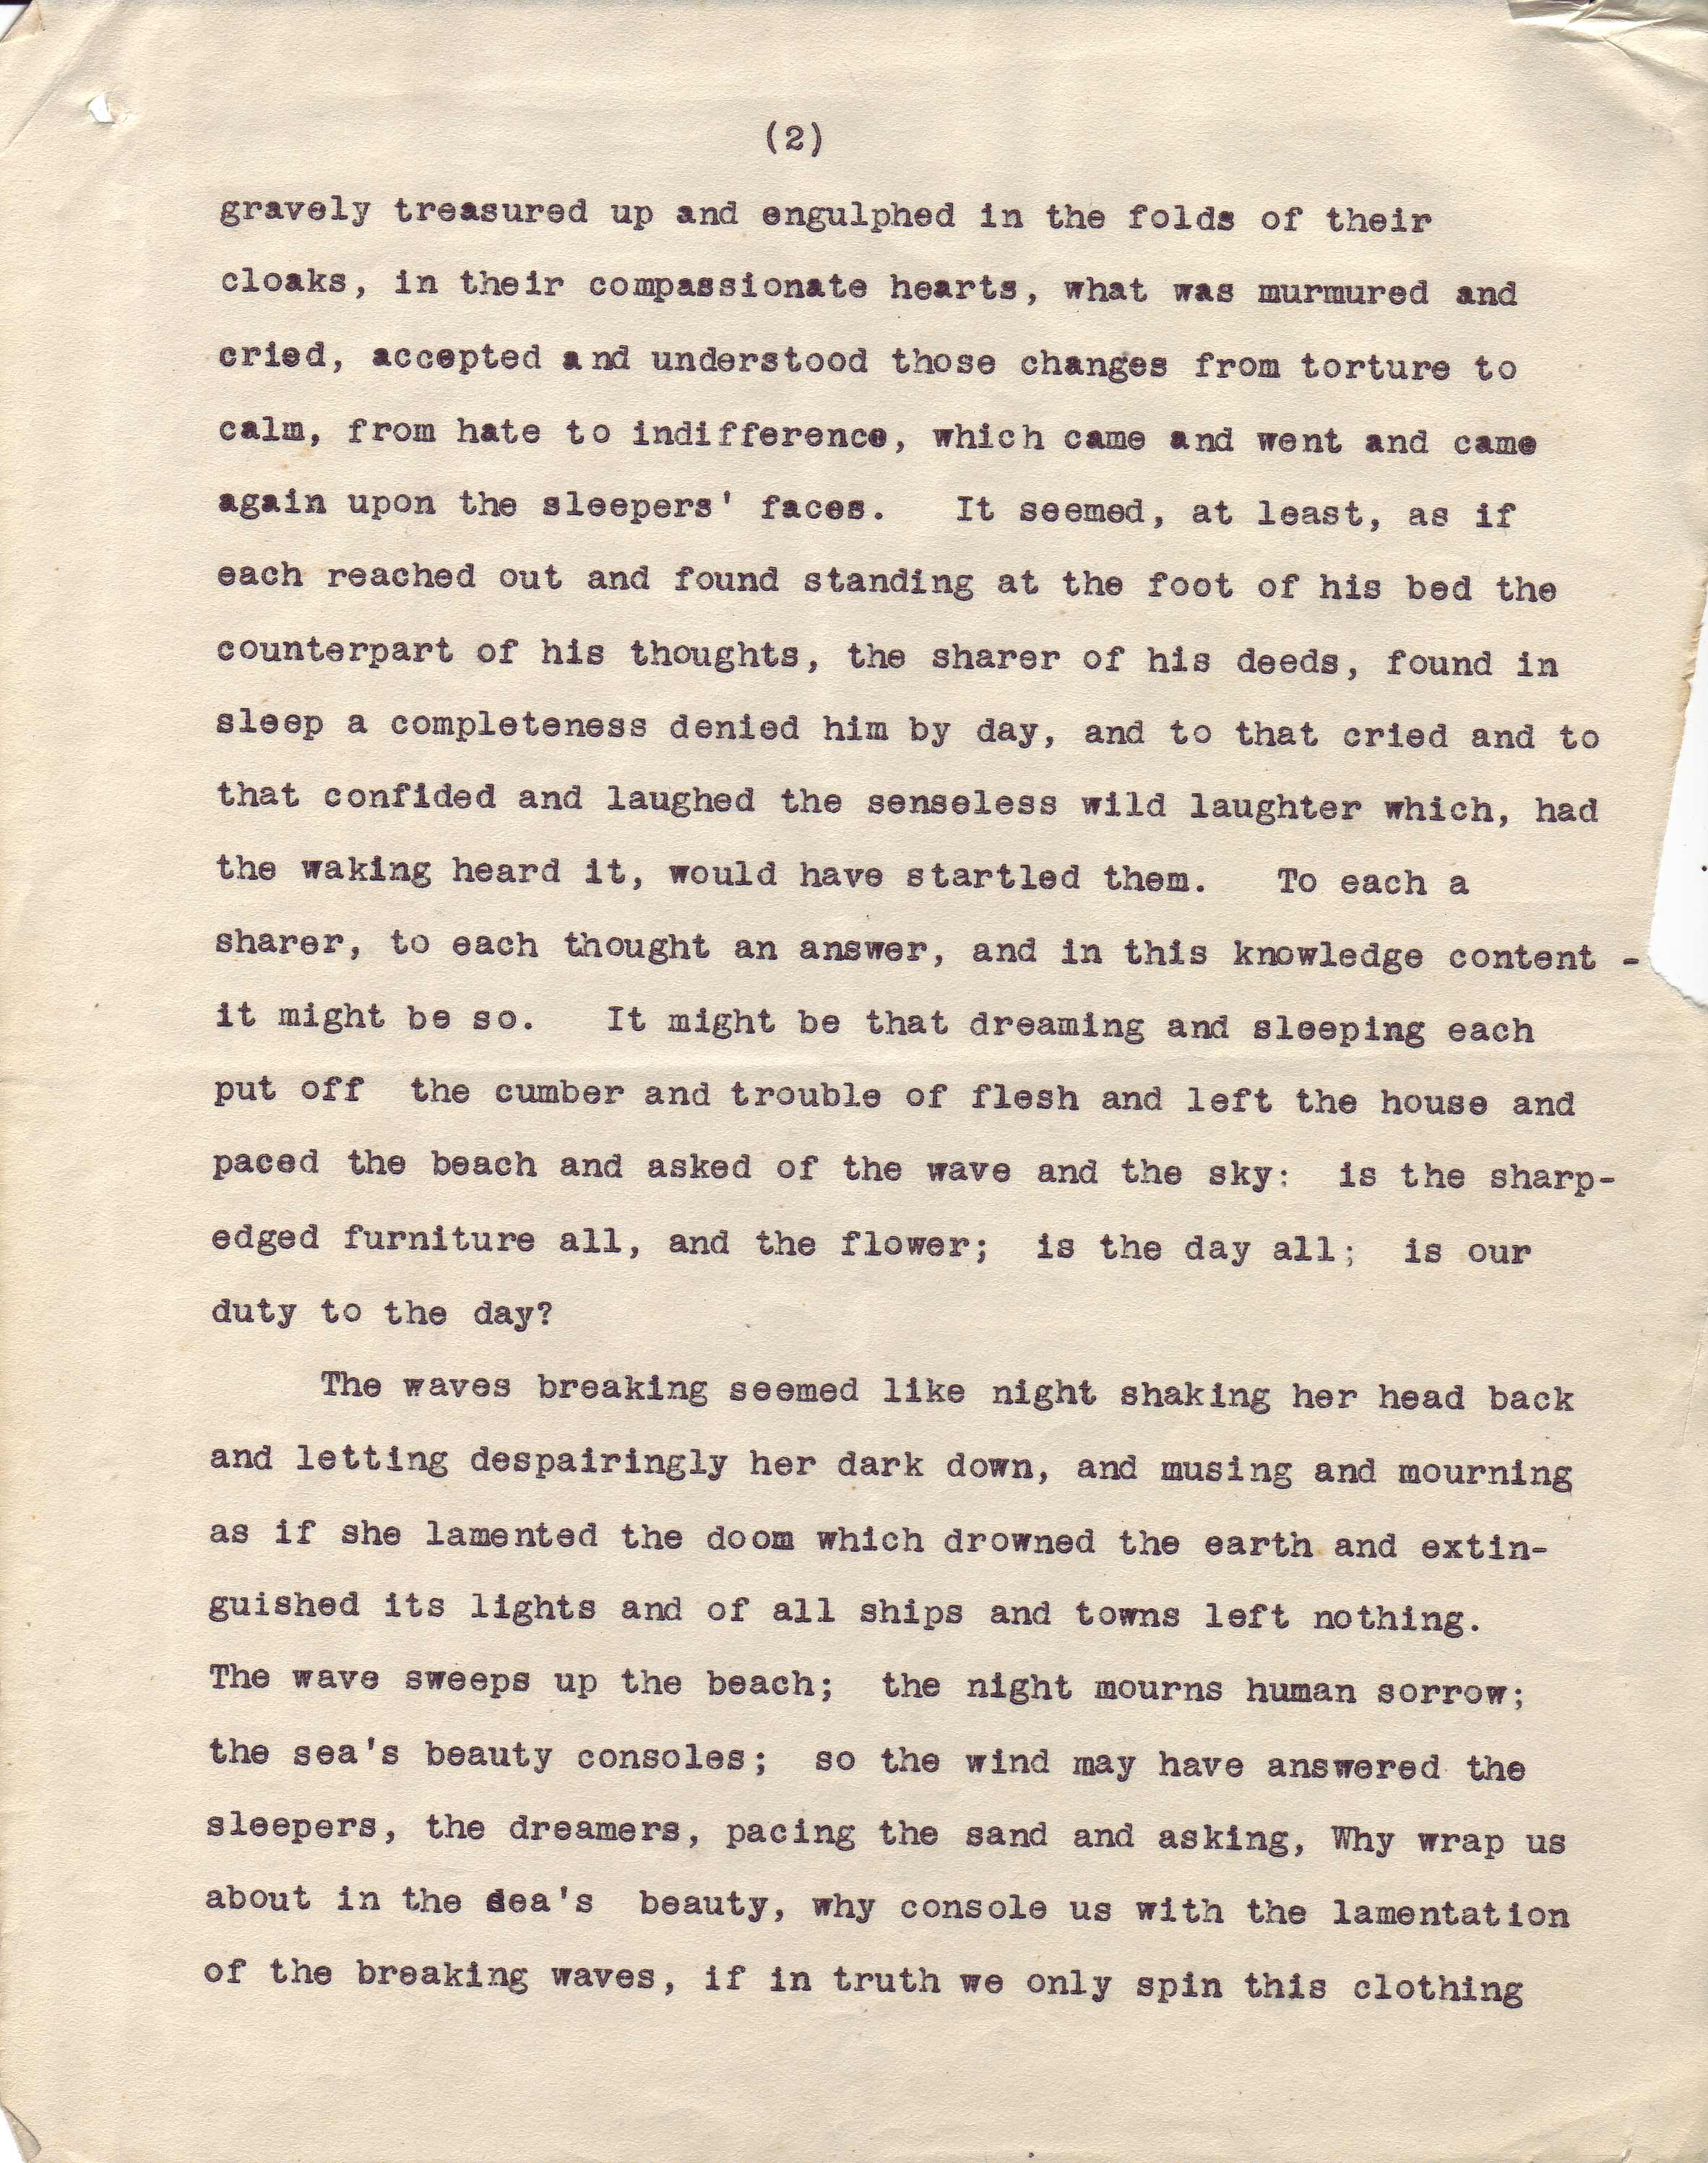 (2)
gravely treasured up and engulphed in the folds of their
cloaks, in their compassionate hearts, what was murmured and
cried, accepted and understood those changes from torture to
calm, from hate to indifference, which came and went and came
again upon the sleepers' faces.   It seemed, at least, as if
each reached out and found standing at the foot of his bed the
counterpart of his thoughts, the sharer of his deeds, found in
sleep a completeness denied him by day, and to that cried and to
that confided and laughed the senseless wild laughter which, had
the waking heard it, would have startled them.   To each a
sharer, to each thought an answer, and in this knowledge content -
it might be so.   It might be that dreaming and sleeping each
put off  the cumber and trouble of flesh and left the house and
paced the beach and asked of the wave and the sky:  is the sharp-
edged furniture all, and the flower;  is the day all;  is our
duty to the day?
The waves breaking seemed like night shaking her head back
and letting despairingly her dark down, and musing and mourning
as if she lamented the doom which drowned the earth and extin-
guished its lights and of all ships and towns left nothing.
The wave sweeps up the beach;  the night mourns human sorrow;
the sea's beauty consoles;  so the wind may have answered the
sleepers, the dreamers, pacing the sand and asking, Why wrap us
about in the sea's  beauty, why console us with the lamentation
of the breaking waves, if in truth we only spin this clothing